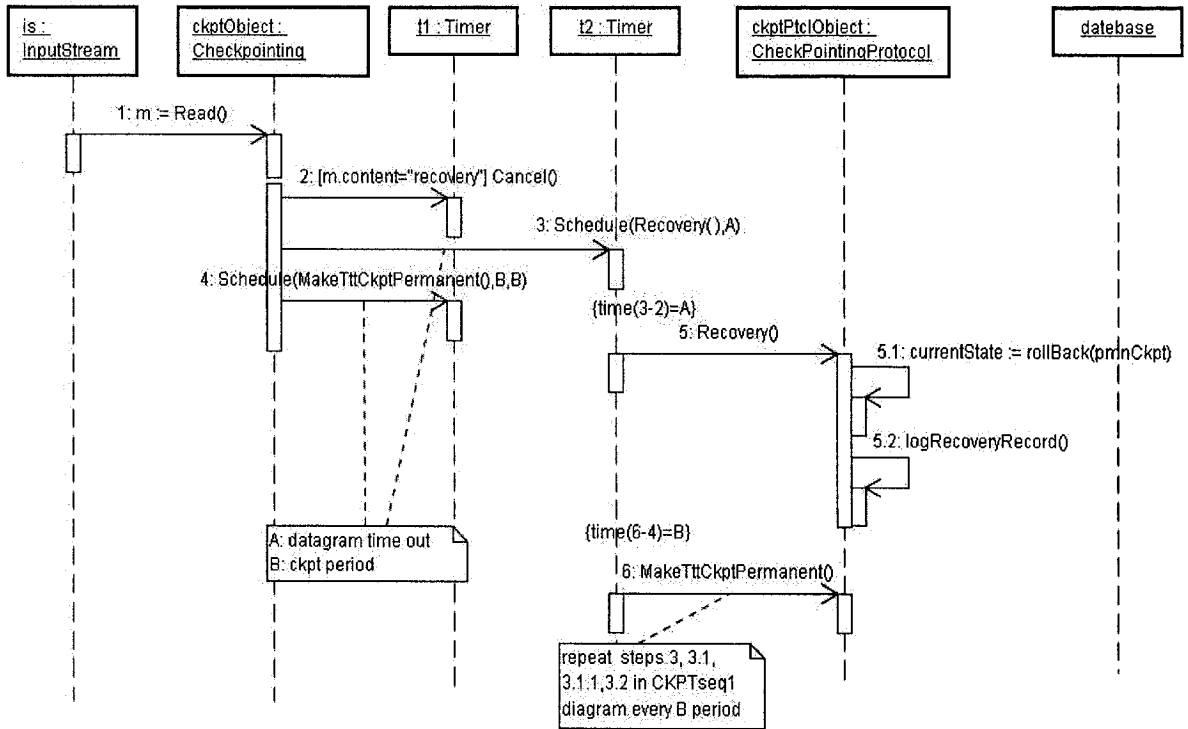 is :
InputStream
ckptObject :
Checkpointing
t1 : Timer
t2 : Timer
ckptPtclObject :
CheckPointingProtocol
datebase
1: m := Read()
2: [m.content="recovery"] Cancel()
3: Schedule(Recovery(),A)
4: Schedule(MakeTttCkptPermanent(),B,B)
{time(3-2)=A}
5: Recovery()
5.1: currentState := rollBack(pmnCkpt)
5.2: logRecoveryRecord()
A: datagram time out
B: ckpt period
{time(6-4)=B}
6: MakeTttCkptPermanent()
repeat steps 3, 3.1,
3.1.1,3.2 in CKPTseq1
diagram every B period